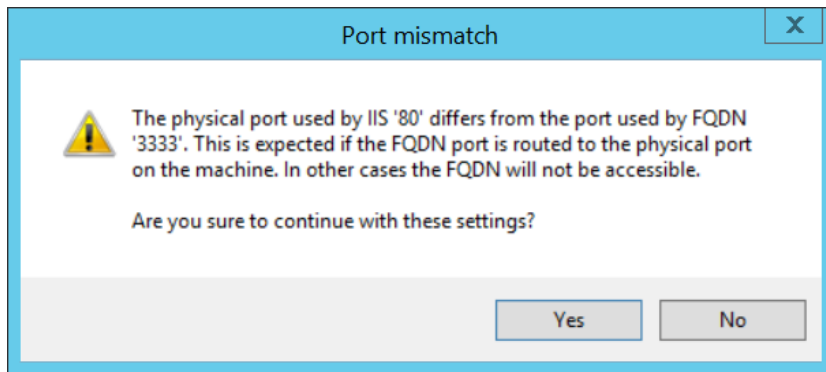 Port mismatch
X
The physical port used by IIS '80' differs from the port used by FQDN
'3333'. This is expected if the FQDN port is routed to the physical port
on the machine. In other cases the FQDN will not be accessible.
Are you sure to continue with these settings?
Yes
No